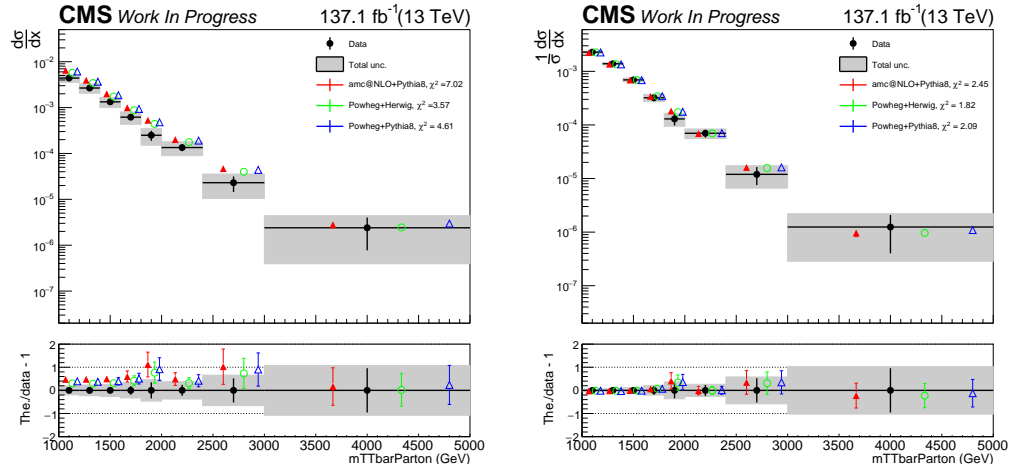 CMS Work In Progress 137.1 fb⁻¹(13 TeV)
dσ/dx
Data
Total unc.
amc@NLO+Pythia8, χ² =7.02
Powheg+Herwig, χ² =3.57
Powheg+Pythia8, χ² = 4.61
10⁻²
10⁻³
10⁻⁴
10⁻⁵
10⁻⁶
10⁻⁷
The./data - 1
2
1
0
−1
−2
1000 1500 2000 2500 3000 3500 4000 4500 5000
mTTbarParton (GeV)
CMS Work In Progress 137.1 fb⁻¹(13 TeV)
1/σ dσ/dx
Data
Total unc.
amc@NLO+Pythia8, χ² = 2.45
Powheg+Herwig, χ² = 1.82
Powheg+Pythia8, χ² = 2.09
10⁻³
10⁻⁴
10⁻⁵
10⁻⁶
10⁻⁷
The./data - 1
2
1
0
−1
−2
1000 1500 2000 2500 3000 3500 4000 4500 5000
mTTbarParton (GeV)